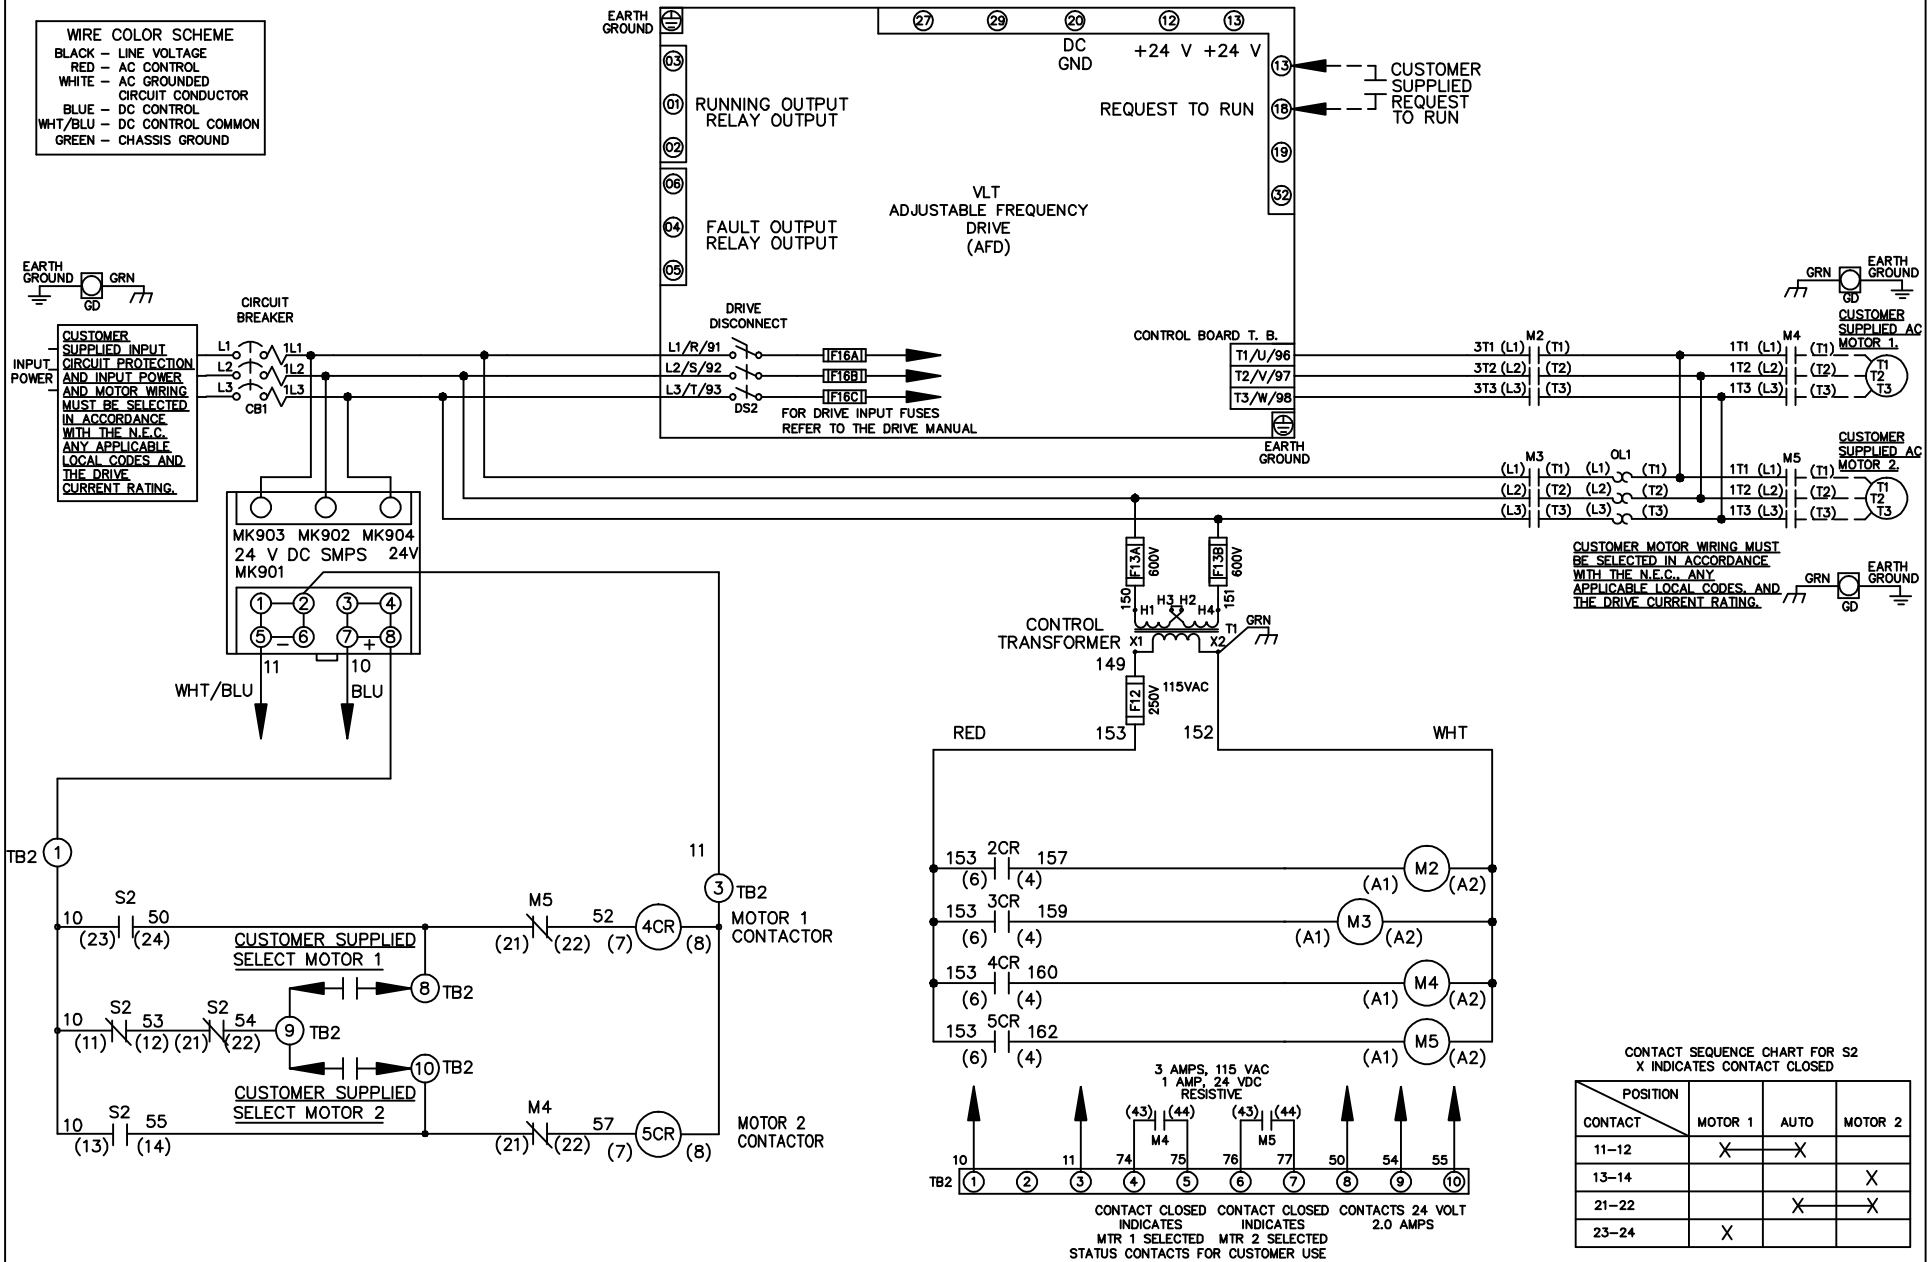 WIRE COLOR SCHEME
BLACK – LINE VOLTAGE
RED – AC CONTROL
WHITE – AC GROUNDED
CIRCUIT CONDUCTOR
BLUE – DC CONTROL
WHT/BLU – DC CONTROL COMMON
GREEN – CHASSIS GROUND
EARTH
GROUND
27
29
20
12
13
DC
GND
+24 V
+24 V
03
01
02
RUNNING OUTPUT
RELAY OUTPUT
06
04
05
FAULT OUTPUT
RELAY OUTPUT
VLT
ADJUSTABLE FREQUENCY
DRIVE
(AFD)
REQUEST TO RUN
13
18
19
32
CUSTOMER
SUPPLIED
REQUEST
TO RUN
EARTH
GROUND
GRN
GD
INPUT
POWER
CUSTOMER
SUPPLIED INPUT
CIRCUIT PROTECTION
AND INPUT POWER
AND MOTOR WIRING
MUST BE SELECTED
IN ACCORDANCE
WITH THE N.E.C.
ANY APPLICABLE
LOCAL CODES AND
THE DRIVE
CURRENT RATING.
CIRCUIT
BREAKER
L1
L2
L3
1L1
1L2
1L3
CB1
DRIVE
DISCONNECT
L1/R/91
L2/S/92
L3/T/93
DS2
F16A
F16B
F16C
FOR DRIVE INPUT FUSES
REFER TO THE DRIVE MANUAL
CONTROL BOARD T. B.
T1/U/96
T2/V/97
T3/W/98
EARTH
GROUND
M2
3T1 (L1) (T1)
3T2 (L2) (T2)
3T3 (L3) (T3)
M4
1T1 (L1) (T1)
1T2 (L2) (T2)
1T3 (L3) (T3)
GRN
GD
EARTH
GROUND
CUSTOMER
SUPPLIED AC
MOTOR 1.
T1
T2
T3
M3
(L1) (T1)
(L2) (T2)
(L3) (T3)
OL1
(L1) (T1)
(L2) (T2)
(L3) (T3)
M5
1T1 (L1) (T1)
1T2 (L2) (T2)
1T3 (L3) (T3)
CUSTOMER
SUPPLIED AC
MOTOR 2.
T1
T2
T3
CUSTOMER MOTOR WIRING MUST
BE SELECTED IN ACCORDANCE
WITH THE N.E.C., ANY
APPLICABLE LOCAL CODES, AND
THE DRIVE CURRENT RATING.
GRN
GD
EARTH
GROUND
MK903 MK902 MK904
24 V DC SMPS 24V
MK901
1 2 3 4
5 – 6 7 + 8
11
WHT/BLU
10
BLU
F13A
600V
F13B
600V
150
151
H1 H3 H2 H4
CONTROL
TRANSFORMER
X1
X2
T1
GRN
149
F12
250V
115VAC
153
152
RED
WHT
TB2 1
11
3 TB2
10 S2 50
(23) (24)
M5 52
(21) (22) (7)
4CR
(8)
MOTOR 1
CONTACTOR
CUSTOMER SUPPLIED
SELECT MOTOR 1
8 TB2
10 S2 53 S2 54
(11) (12) (21) (22)
9 TB2
10 TB2
CUSTOMER SUPPLIED
SELECT MOTOR 2
10 S2 55
(13) (14)
M4 57
(21) (22) (7)
5CR
(8)
MOTOR 2
CONTACTOR
153 2CR 157
(6) (4)
(A1) M2 (A2)
153 3CR 159
(6) (4)
(A1) M3 (A2)
153 4CR 160
(6) (4)
(A1) M4 (A2)
153 5CR 162
(6) (4)
(A1) M5 (A2)
3 AMPS, 115 VAC
1 AMP, 24 VDC
RESISTIVE
(43) (44)
M4
(43) (44)
M5
10 11 74 75 76 77 50 54 55
TB2 1 2 3 4 5 6 7 8 9 10
CONTACT CLOSED
INDICATES
MTR 1 SELECTED
CONTACT CLOSED
INDICATES
MTR 2 SELECTED
STATUS CONTACTS FOR CUSTOMER USE
CONTACTS 24 VOLT
2.0 AMPS
CONTACT SEQUENCE CHART FOR S2
X INDICATES CONTACT CLOSED
POSITION
CONTACT MOTOR 1 AUTO MOTOR 2
11–12 X X
13–14 X
21–22 X X
23–24 X